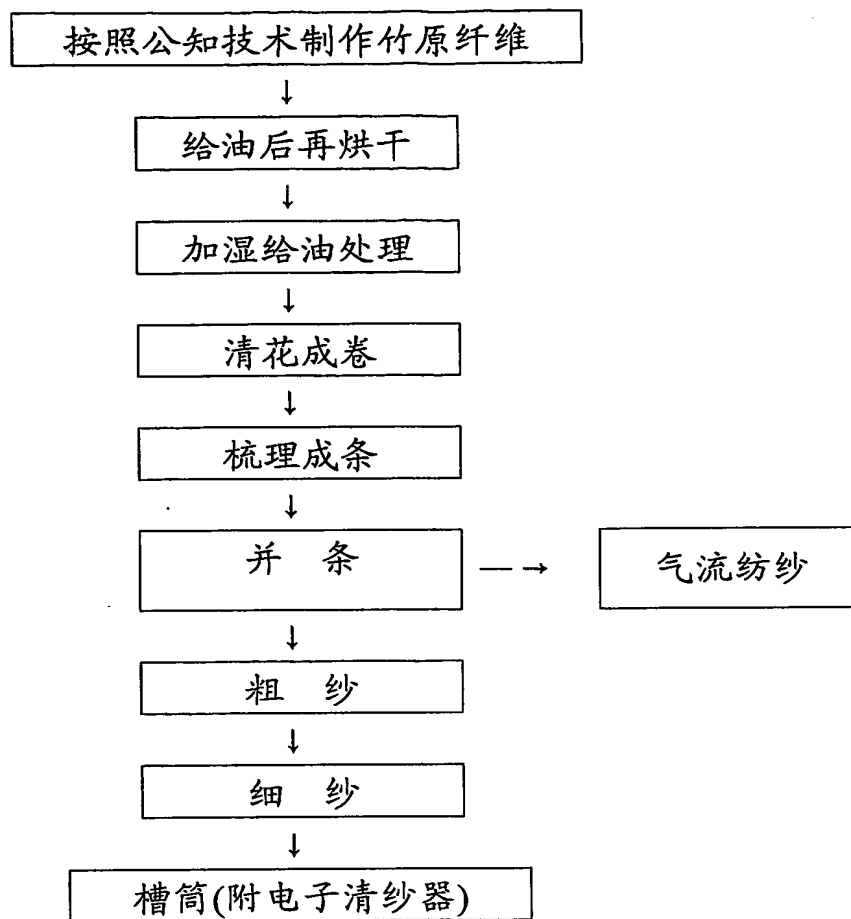 按照公知技术制作竹原纤维
↓
给油后再烘干
↓
加湿给油处理
↓
清花成卷
↓
梳理成条
↓
并 条 — → 气流纺纱
↓
粗 纱
↓
细 纱
↓
槽筒(附电子清纱器)